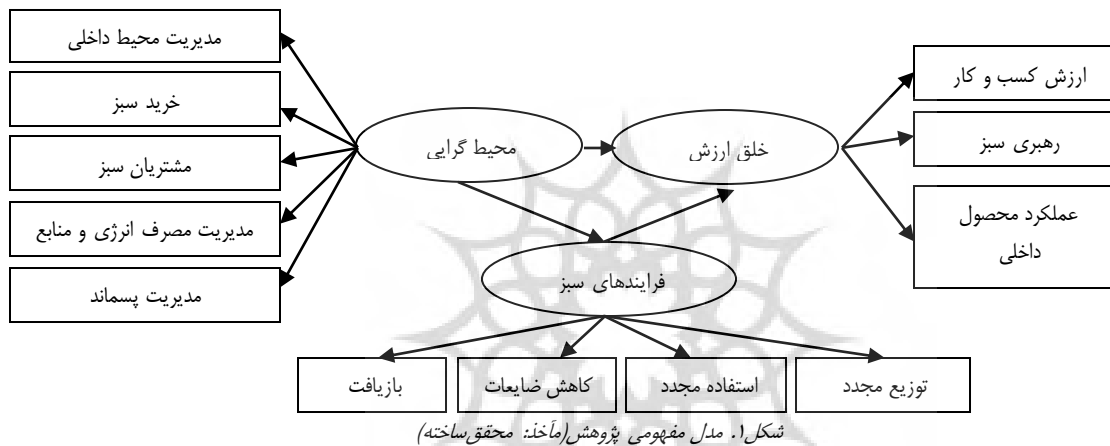 مدیریت محیط داخلی
خرید سبز
مشتریان سبز
مدیریت مصرف انرژی و منابع
مدیریت پسماند
محیط گرایی
خلق ارزش
ارزش کسب و کار
رهبری سبز
عملکرد محصول
داخلی
فرایندهای سبز
توزیع مجدد
استفاده مجدد
کاهش ضایعات
بازیافت
شکل۱. مدل مفهومی پژوهش(مآخذ: محقق‌ساخته)